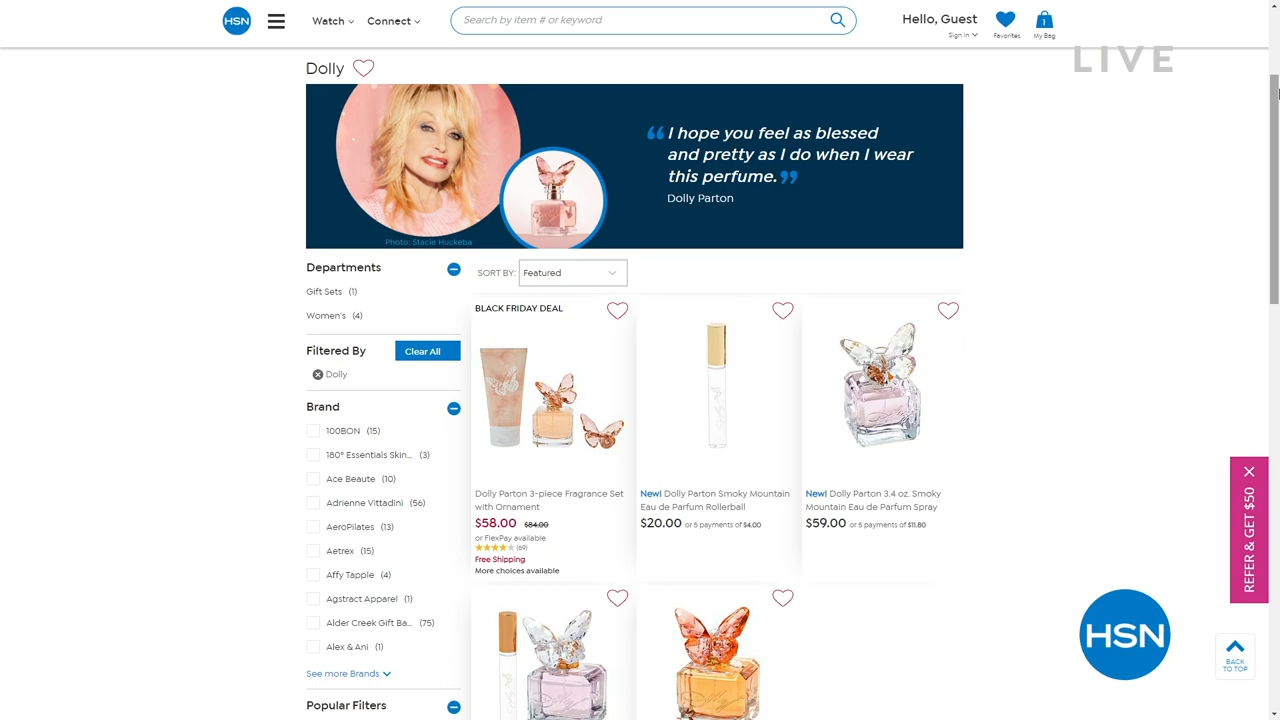 HSN
Watch
Connect
Search by item # or keyword
Hello, Guest
Sign In
Favorites
1
My Bag
LIVE
Dolly
“ I hope you feel as blessed
and pretty as I do when I wear
this perfume. ”
Dolly Parton
Photo: Stacie Huckeba
Departments
Gift Sets (1)
Women's (4)
Filtered By
Clear All
Dolly
Brand
100BON (15)
180° Essentials Skin... (3)
Ace Beaute (10)
Adrienne Vittadini (56)
AeroPilates (13)
Aetrex (15)
Affy Tapple (4)
Agstract Apparel (1)
Alder Creek Gift Ba... (75)
Alex & Ani (1)
See more Brands
Popular Filters
SORT BY: Featured
BLACK FRIDAY DEAL
Dolly Parton 3-piece Fragrance Set
with Ornament
$58.00 $84.00
or FlexPay available
(69)
Free Shipping
More choices available
New! Dolly Parton Smoky Mountain
Eau de Parfum Rollerball
$20.00 or 5 payments of $4.00
New! Dolly Parton 3.4 oz. Smoky
Mountain Eau de Parfum Spray
$59.00 or 5 payments of $11.80
REFER & GET $50
HSN
BACK
TO TOP